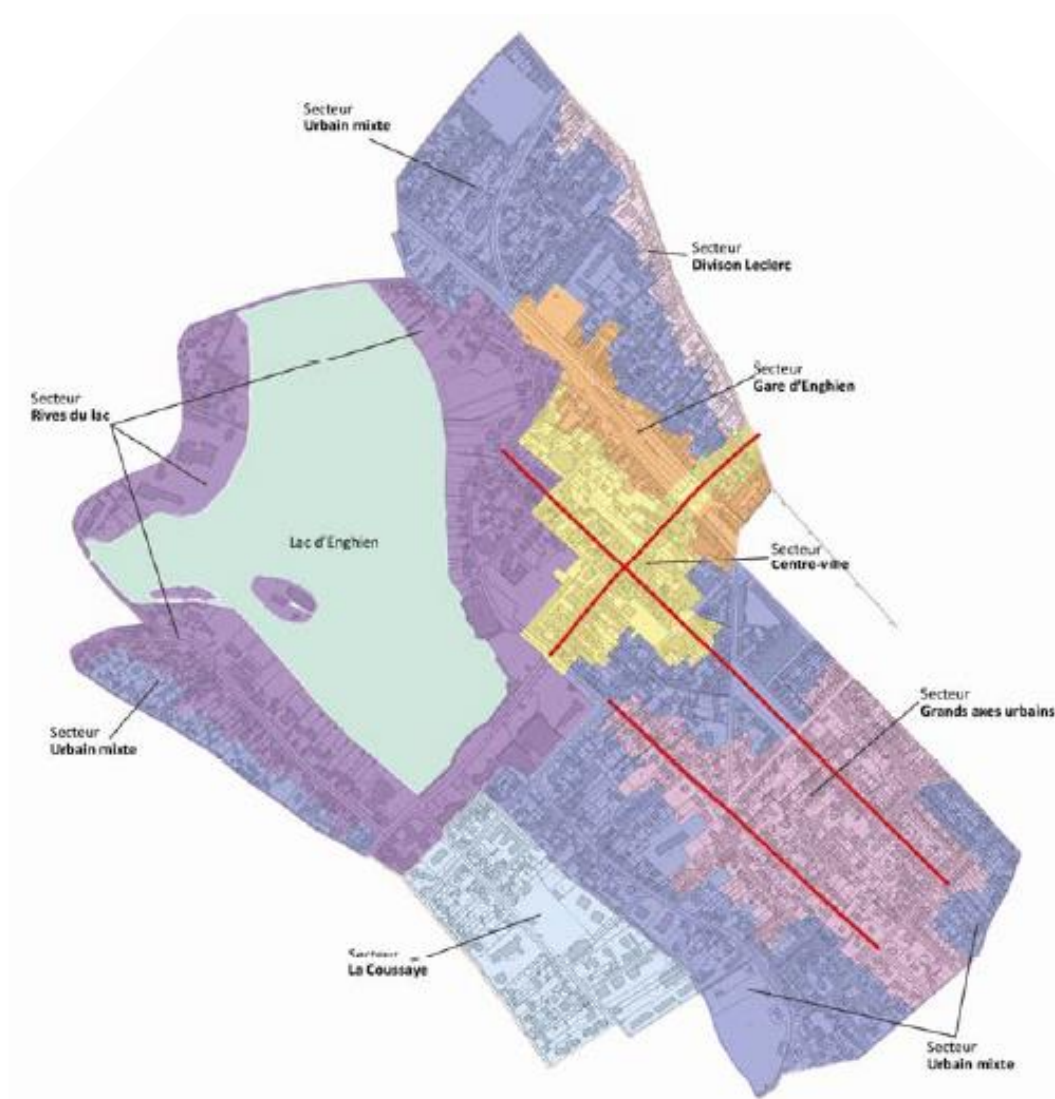 Secteur
Urbain mixte
Secteur
Divison Leclerc
Secteur
Gare d'Enghien
Secteur
Rives du lac
Lac d'Enghien
Secteur
Centre-ville
Secteur
Grands axes urbains
Secteur
Urbain mixte
Secteur
La Coussaye
Secteur
Urbain mixte